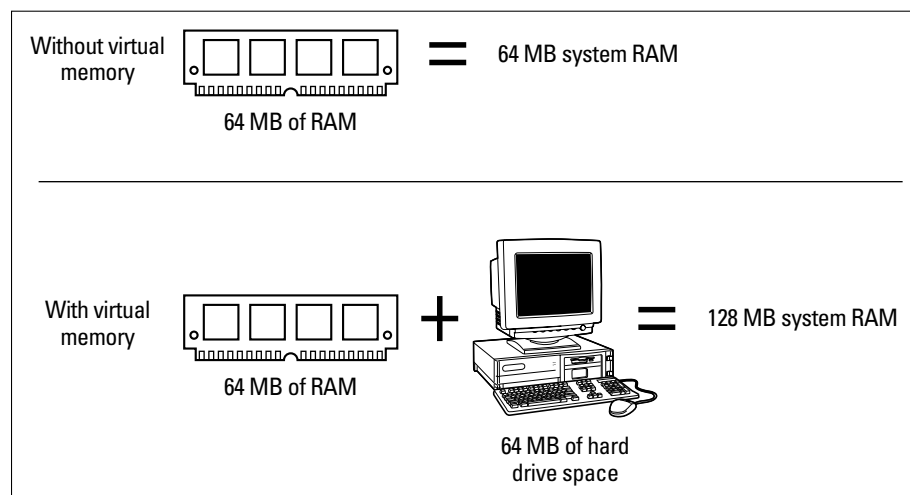 Without virtual
memory
64 MB of RAM
=
64 MB system RAM
With virtual
memory
64 MB of RAM
+
64 MB of hard
drive space
=
128 MB system RAM